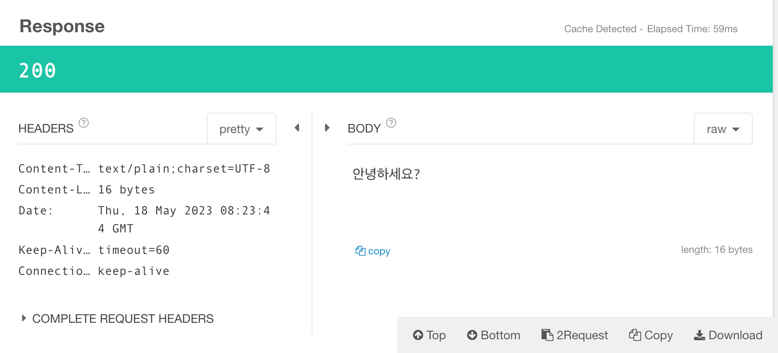 Response
Cache Detected - Elapsed Time: 59ms
200
HEADERS ?
pretty
BODY ?
raw
Content-T… text/plain;charset=UTF-8
Content-L… 16 bytes
Date: Thu, 18 May 2023 08:23:4
4 GMT
Keep-Aliv… timeout=60
Connectio… keep-alive
안녕하세요?
copy
length: 16 bytes
COMPLETE REQUEST HEADERS
Top
Bottom
2Request
Copy
Download